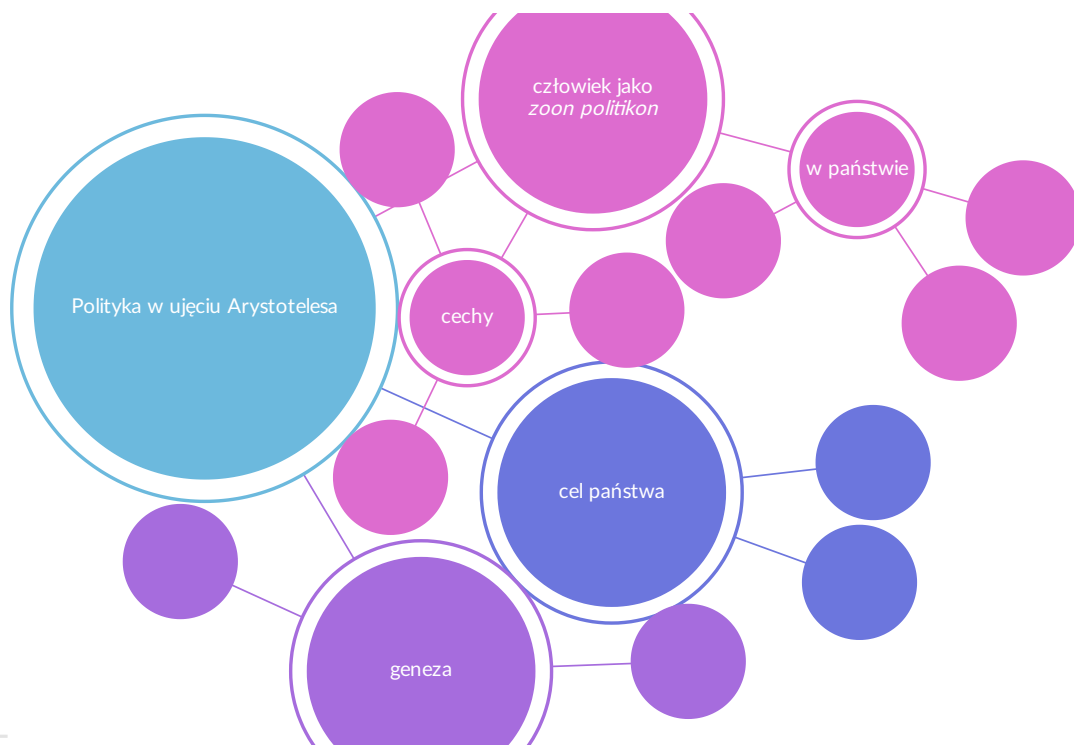 człowiek jako
zoon politikon
w państwie
Polityka w ujęciu Arystotelesa
cechy
cel państwa
geneza